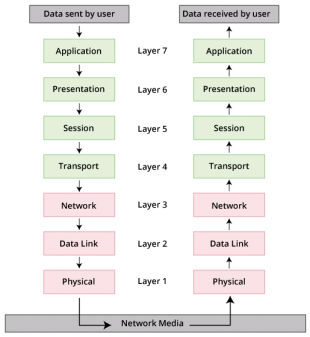 Data sent by user
Data received by user
Application
Layer 7
Application
Presentation
Layer 6
Presentation
Session
Layer 5
Session
Transport
Layer 4
Transport
Network
Layer 3
Network
Data Link
Layer 2
Data Link
Physical
Layer 1
Physical
Network Media